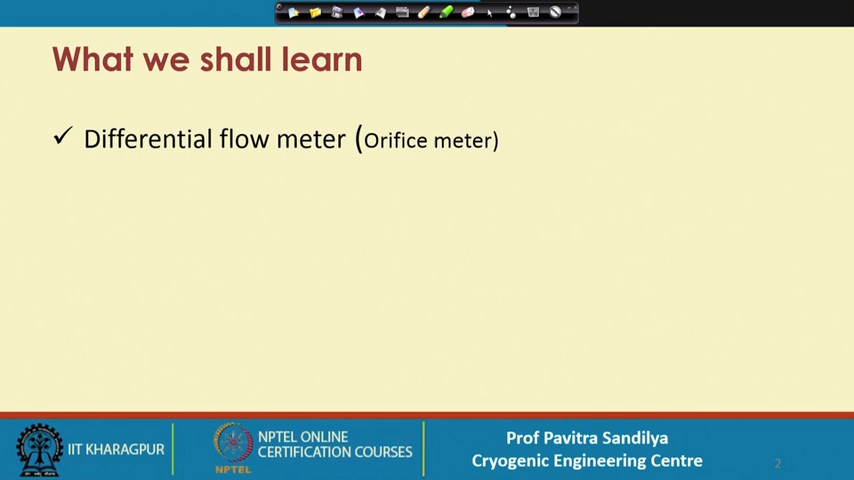 What we shall learn
✓ Differential flow meter (Orifice meter)
IIT KHARAGPUR
NPTEL
NPTEL ONLINE
CERTIFICATION COURSES
Prof Pavitra Sandilya
Cryogenic Engineering Centre
2